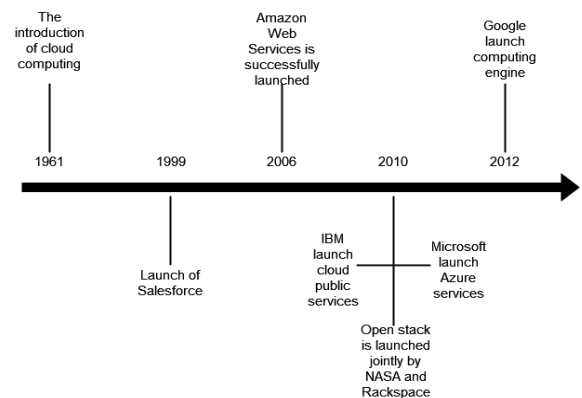 The
introduction
of cloud
computing
Amazon
Web
Services is
successfully
launched
Google
launch
computing
engine
1961
1999
2006
2010
2012
Launch of
Salesforce
IBM
launch
cloud
public
services
Microsoft
launch
Azure
services
Open stack
is launched
jointly by
NASA and
Rackspace